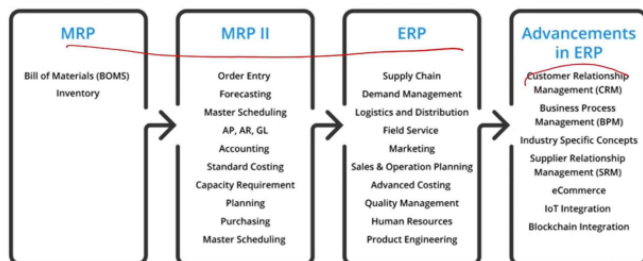 MRP
Bill of Materials (BOMS)
Inventory
MRP II
Order Entry
Forecasting
Master Scheduling
AP, AR, GL
Accounting
Standard Costing
Capacity Requirement
Planning
Purchasing
Master Scheduling
ERP
Supply Chain
Demand Management
Logistics and Distribution
Field Service
Marketing
Sales & Operation Planning
Advanced Costing
Quality Management
Human Resources
Product Engineering
Advancements
in ERP
Customer Relationship
Management (CRM)
Business Process
Management (BPM)
Industry Specific Concepts
Supplier Relationship
Management (SRM)
eCommerce
IoT Integration
Blockchain Integration